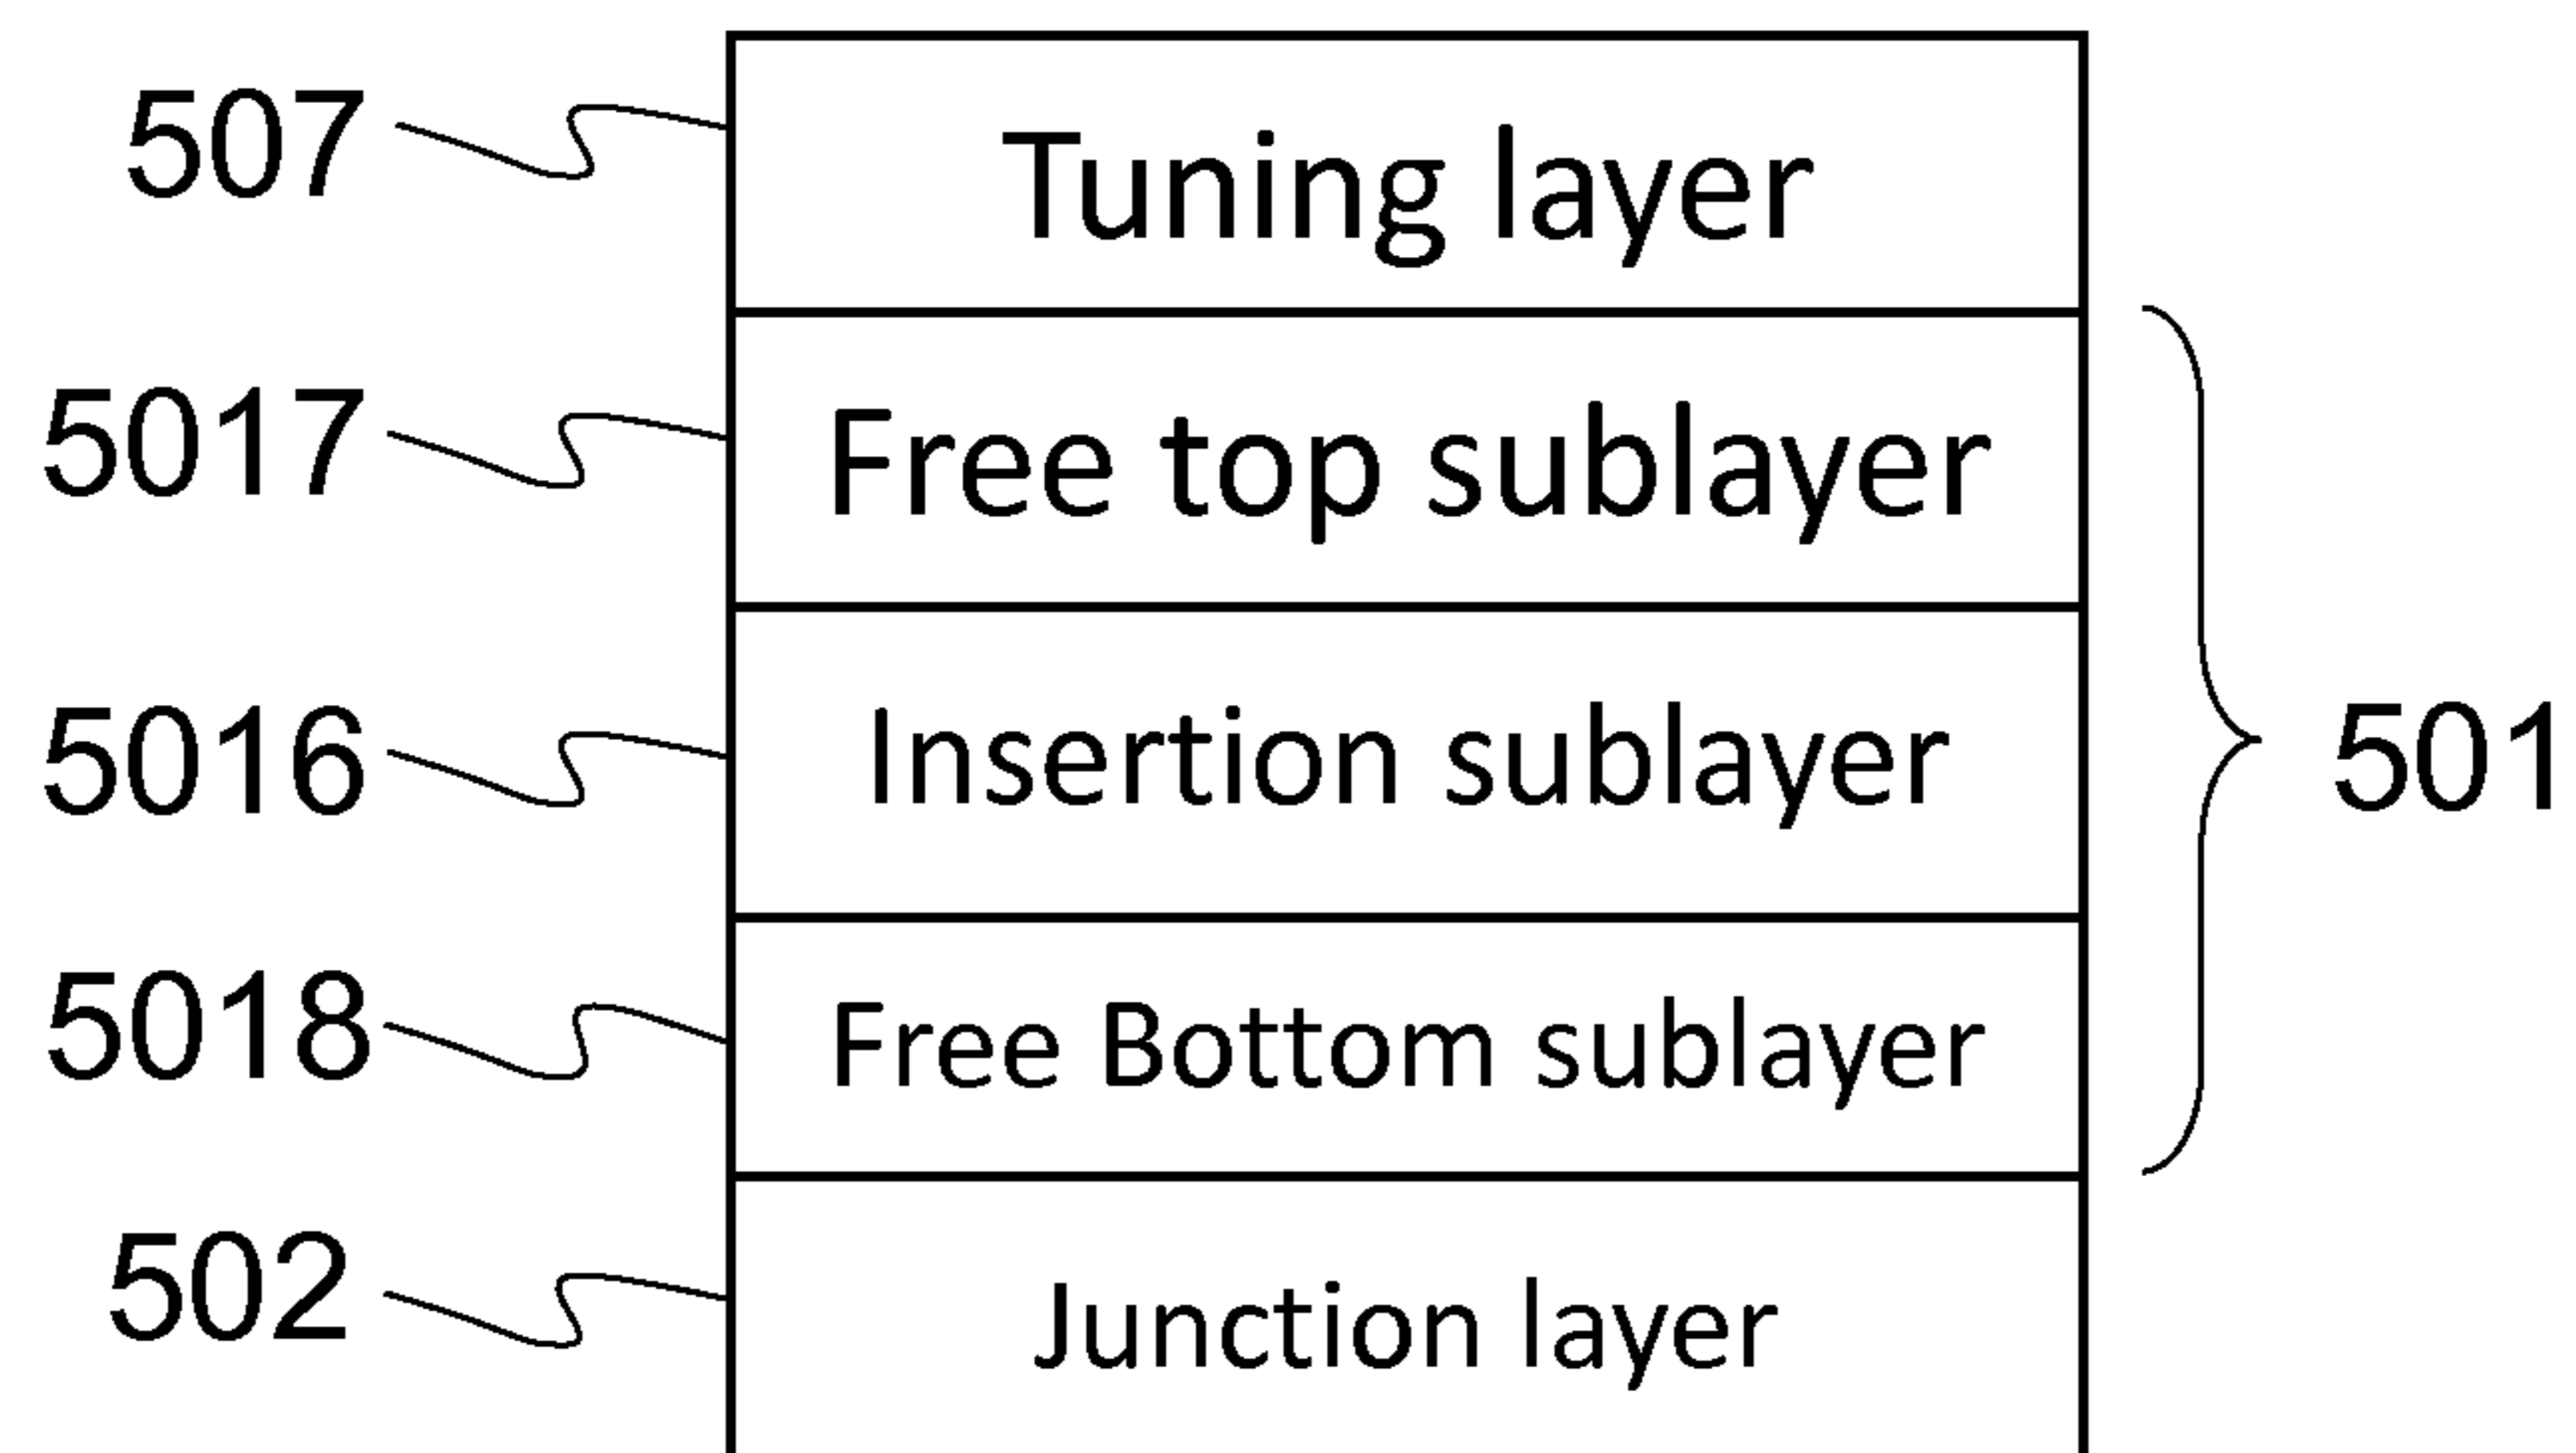 507 Tuning layer
5017 Free top sublayer
5016 Insertion sublayer 501
5018 Free Bottom sublayer
502 Junction layer